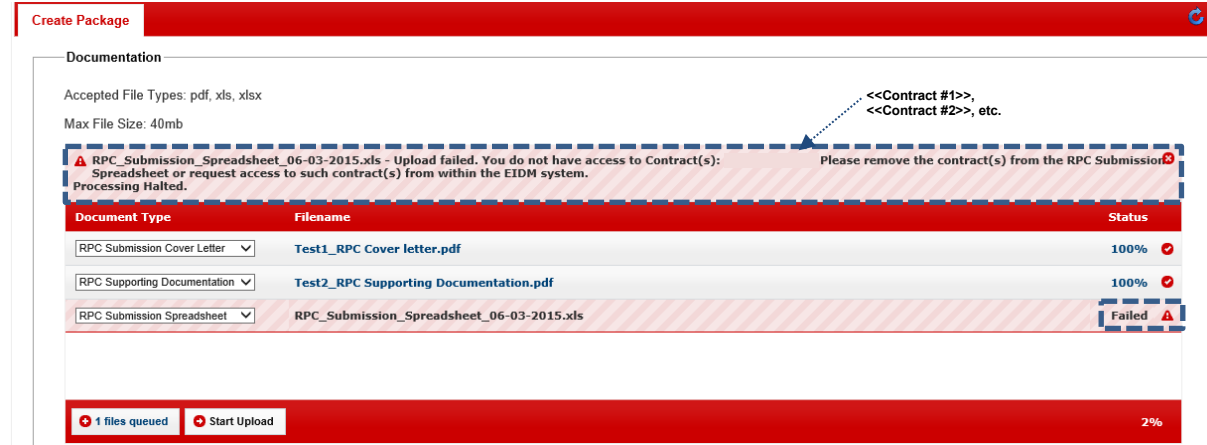 Create Package
Documentation
Accepted File Types: pdf, xls, xlsx
<<Contract #1>>,
<<Contract #2>>, etc.
Max File Size: 40mb
RPC_Submission_Spreadsheet_06-03-2015.xls - Upload failed. You do not have access to Contract(s): Please remove the contract(s) from the RPC Submission
Spreadsheet or request access to such contract(s) from within the EIDM system.
Processing Halted.
Document Type Filename Status
RPC Submission Cover Letter Test1_RPC Cover letter.pdf 100%
RPC Supporting Documentation Test2_RPC Supporting Documentation.pdf 100%
RPC Submission Spreadsheet RPC_Submission_Spreadsheet_06-03-2015.xls Failed
1 files queued Start Upload 2%